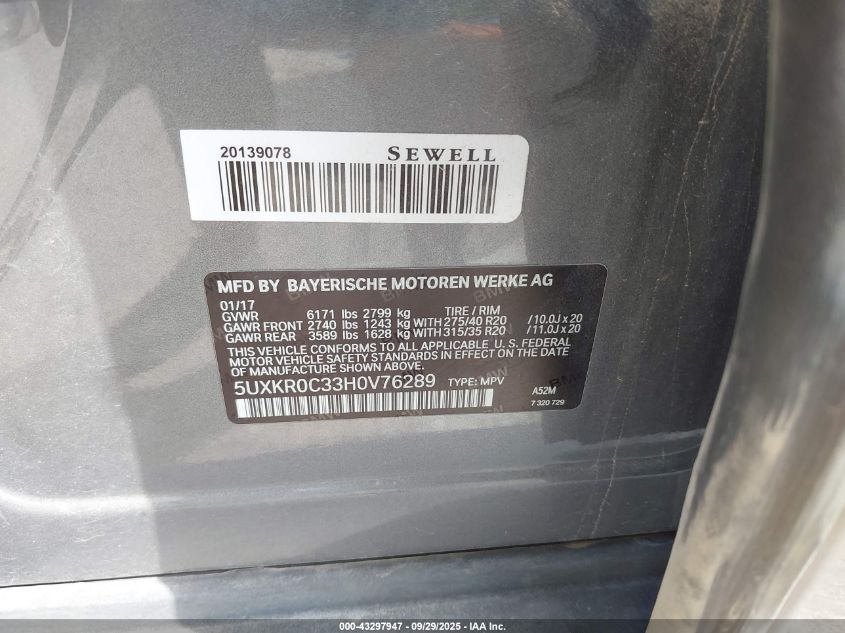 20139078 SEWELL
MFD BY BAYERISCHE MOTOREN WERKE AG
01/17
GVWR 6171 lbs 2799 kg TIRE / RIM
GAWR FRONT 2740 lbs 1243 kg WITH 275/40 R20 /10.0J x 20
GAWR REAR 3589 lbs 1628 kg WITH 315/35 R20 /11.0J x 20
THIS VEHICLE CONFORMS TO ALL APPLICABLE U.S. FEDERAL
MOTOR VEHICLE SAFETY STANDARDS IN EFFECT ON THE DATE
OF MANUFACTURE SHOWN ABOVE.
5UXKR0C33H0V76289 TYPE: MPV A52M
7 320 729
000-43297947 - 09/29/2025 - IAA Inc.